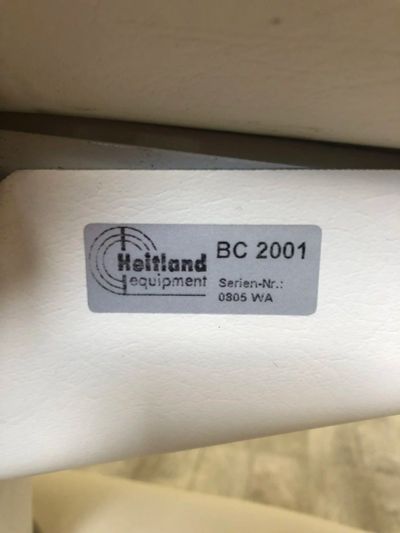 Heitland
equipment
BC 2001
Serien-Nr.:
0805 WA